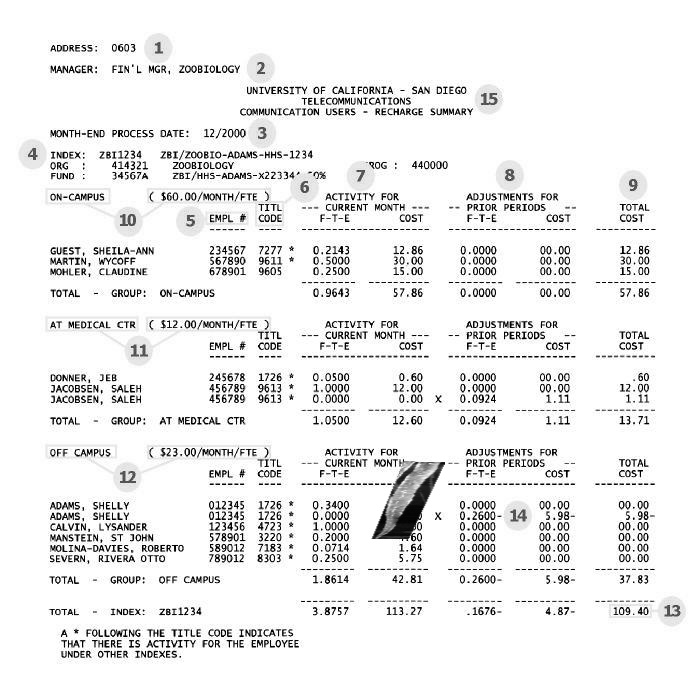 ADDRESS: 0603 1
MANAGER: FIN'L MGR, ZOOBIOLOGY 2
UNIVERSITY OF CALIFORNIA - SAN DIEGO
TELECOMMUNICATIONS 15
COMMUNICATION USERS - RECHARGE SUMMARY
MONTH-END PROCESS DATE: 12/2000 3
4 INDEX: ZBI1234 ZBI/ZOOBIO-ADAMS-HHS-1234
ORG : 414321 ZOOBIOLOGY : 440000
FUND : 34567A
6 7 8 9
ON-CAMPUS ( $60.00/MONTH/FTE ) ACTIVITY FOR ADJUSTMENTS FOR
TITL --- CURRENT MONTH --- -- PRIOR PERIODS -- TOTAL
10 5 EMPL # CODE F-T-E COST F-T-E COST COST
GUEST, SHEILA-ANN 234567 7277 * 0.2143 12.86 0.0000 00.00 12.86
MARTIN, WYCOFF 567890 9611 * 0.5000 30.00 0.0000 00.00 30.00
MOHLER, CLAUDINE 678901 9605 0.2500 15.00 0.0000 00.00 15.00
TOTAL - GROUP: ON-CAMPUS 0.9643 57.86 0.0000 00.00 57.86
AT MEDICAL CTR ( $12.00/MONTH/FTE ) ACTIVITY FOR ADJUSTMENTS FOR
TITL --- CURRENT MONTH --- -- PRIOR PERIODS -- TOTAL
11 EMPL # CODE F-T-E COST F-T-E COST COST
DONNER, JEB 245678 1726 * 0.0500 0.60 0.0000 00.00 .60
JACOBSEN, SALEH 456789 9613 * 1.0000 12.00 0.0000 00.00 12.00
JACOBSEN, SALEH 456789 9613 * 0.0000 0.00 X 0.0924 1.11 1.11
TOTAL - GROUP: AT MEDICAL CTR 1.0500 12.60 0.0924 1.11 13.71
OFF CAMPUS ( $23.00/MONTH/FTE ) ACTIVITY FOR ADJUSTMENTS FOR
TITL --- CURRENT MONTH -- PRIOR PERIODS -- TOTAL
12 EMPL # CODE F-T-E F-T-E COST COST
ADAMS, SHELLY 012345 1726 * 0.3400 0.0000 00.00 00.00
ADAMS, SHELLY 012345 1726 * 0.0000 X 0.2600- 14 5.98- 5.98-
CALVIN, LYSANDER 123456 4723 * 1.0000 0.0000 00.00 00.00
MANSTEIN, ST JOHN 578901 3220 * 0.2000 0.0000 00.00 00.00
MOLINA-DAVIES, ROBERTO 589012 7183 * 0.0714 1.64 0.0000 00.00 00.00
SEVERN, RIVERA OTTO 789012 8303 * 0.2500 5.75 0.0000 00.00 00.00
TOTAL - GROUP: OFF CAMPUS 1.8614 42.81 0.2600- 5.98- 37.83
TOTAL - INDEX: ZBI1234 3.8757 113.27 .1676- 4.87- 109.40 13
A * FOLLOWING THE TITLE CODE INDICATES
THAT THERE IS ACTIVITY FOR THE EMPLOYEE
UNDER OTHER INDEXES.